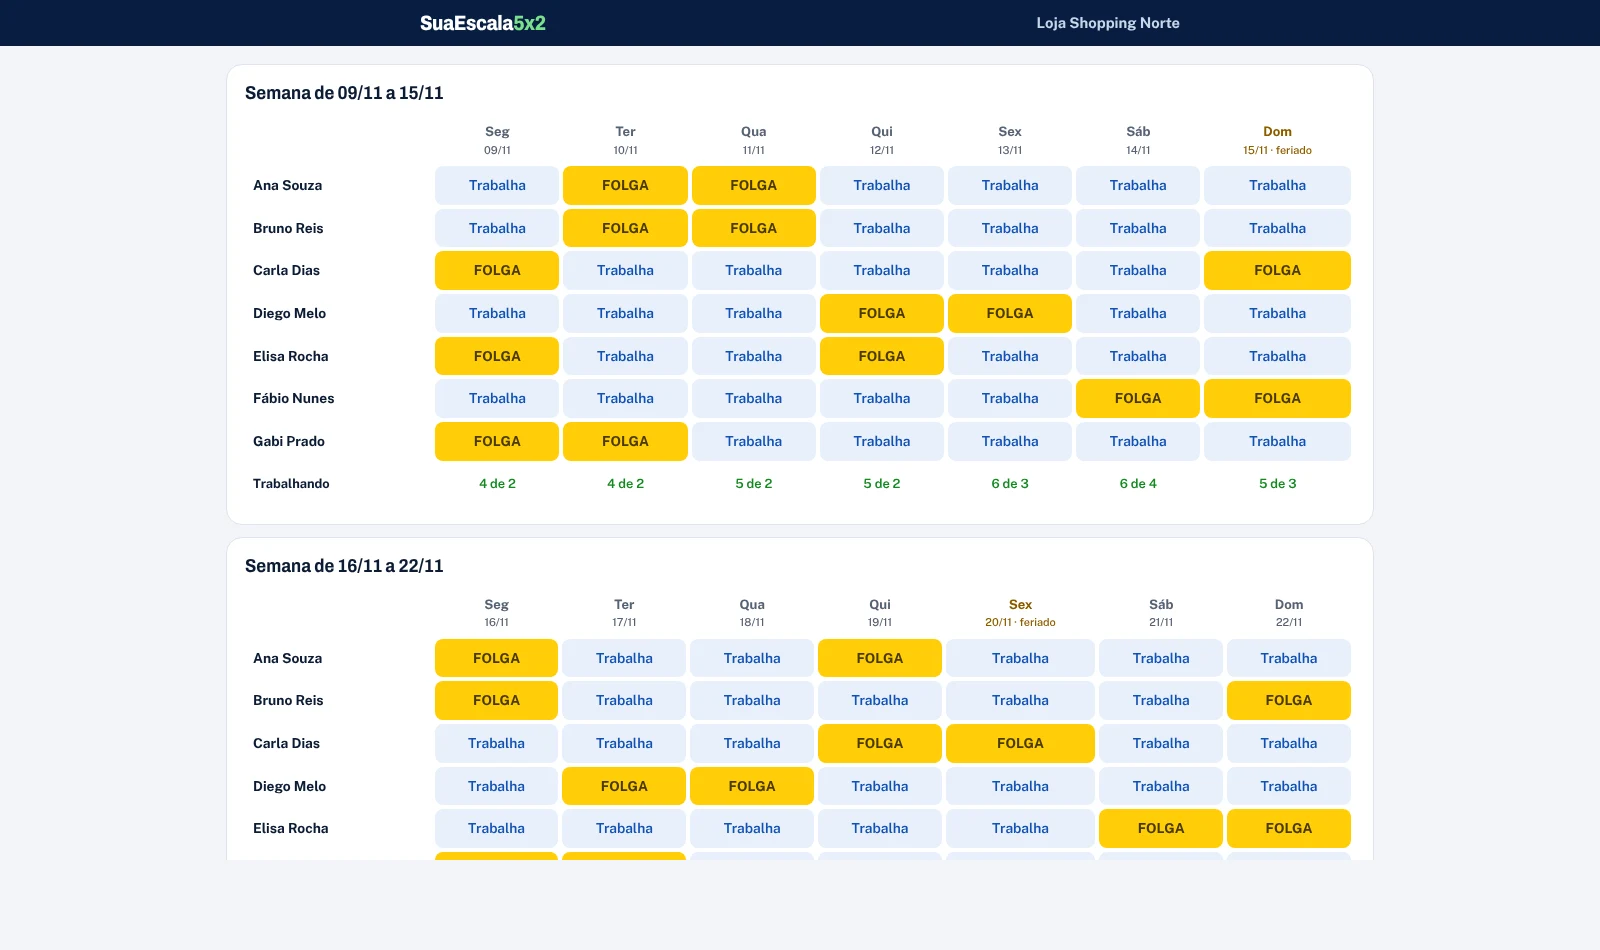 SuaEscala5x2 Loja Shopping Norte
Semana de 09/11 a 15/11
Seg Ter Qua Qui Sex Sáb Dom
09/11 10/11 11/11 12/11 13/11 14/11 15/11 · feriado
Ana Souza Trabalha FOLGA FOLGA Trabalha Trabalha Trabalha Trabalha
Bruno Reis Trabalha FOLGA FOLGA Trabalha Trabalha Trabalha Trabalha
Carla Dias FOLGA Trabalha Trabalha Trabalha Trabalha Trabalha FOLGA
Diego Melo Trabalha Trabalha Trabalha FOLGA FOLGA Trabalha Trabalha
Elisa Rocha FOLGA Trabalha Trabalha FOLGA Trabalha Trabalha Trabalha
Fábio Nunes Trabalha Trabalha Trabalha Trabalha Trabalha FOLGA FOLGA
Gabi Prado FOLGA FOLGA Trabalha Trabalha Trabalha Trabalha Trabalha
Trabalhando 4 de 2 4 de 2 5 de 2 5 de 2 6 de 3 6 de 4 5 de 3
Semana de 16/11 a 22/11
Seg Ter Qua Qui Sex Sáb Dom
16/11 17/11 18/11 19/11 20/11 · feriado 21/11 22/11
Ana Souza FOLGA Trabalha Trabalha FOLGA Trabalha Trabalha Trabalha
Bruno Reis FOLGA Trabalha Trabalha Trabalha Trabalha Trabalha FOLGA
Carla Dias Trabalha Trabalha Trabalha FOLGA FOLGA Trabalha Trabalha
Diego Melo Trabalha FOLGA FOLGA Trabalha Trabalha Trabalha Trabalha
Elisa Rocha Trabalha Trabalha Trabalha Trabalha Trabalha FOLGA FOLGA